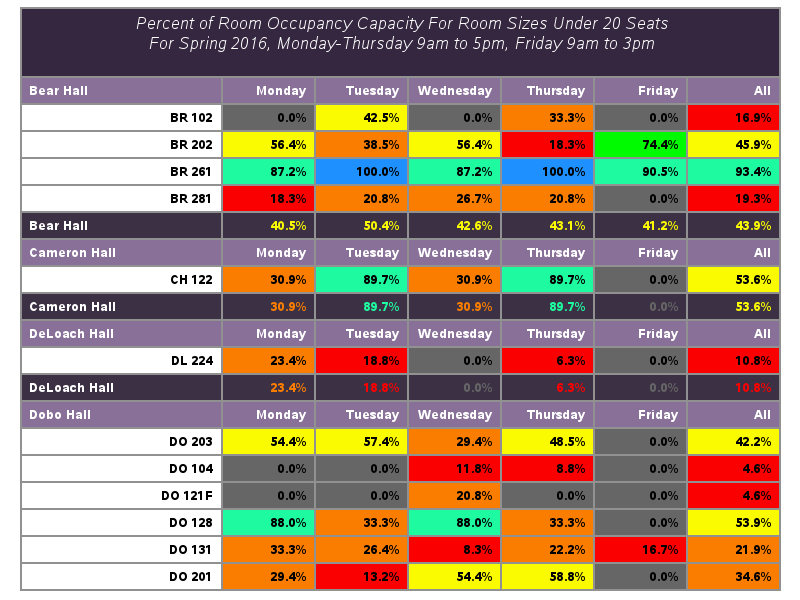 Percent of Room Occupancy Capacity For Room Sizes Under 20 Seats
For Spring 2016, Monday-Thursday 9am to 5pm, Friday 9am to 3pm
Bear Hall Monday Tuesday Wednesday Thursday Friday All
BR 102 0.0% 42.5% 0.0% 33.3% 0.0% 16.9%
BR 202 56.4% 38.5% 56.4% 18.3% 74.4% 45.9%
BR 261 87.2% 100.0% 87.2% 100.0% 90.5% 93.4%
BR 281 18.3% 20.8% 26.7% 20.8% 0.0% 19.3%
Bear Hall 40.5% 50.4% 42.6% 43.1% 41.2% 43.9%
Cameron Hall Monday Tuesday Wednesday Thursday Friday All
CH 122 30.9% 89.7% 30.9% 89.7% 0.0% 53.6%
Cameron Hall 30.9% 89.7% 30.9% 89.7% 0.0% 53.6%
DeLoach Hall Monday Tuesday Wednesday Thursday Friday All
DL 224 23.4% 18.8% 0.0% 6.3% 0.0% 10.8%
DeLoach Hall 23.4% 18.8% 0.0% 6.3% 0.0% 10.8%
Dobo Hall Monday Tuesday Wednesday Thursday Friday All
DO 203 54.4% 57.4% 29.4% 48.5% 0.0% 42.2%
DO 104 0.0% 0.0% 11.8% 8.8% 0.0% 4.6%
DO 121F 0.0% 0.0% 20.8% 0.0% 0.0% 4.6%
DO 128 88.0% 33.3% 88.0% 33.3% 0.0% 53.9%
DO 131 33.3% 26.4% 8.3% 22.2% 16.7% 21.9%
DO 201 29.4% 13.2% 54.4% 58.8% 0.0% 34.6%